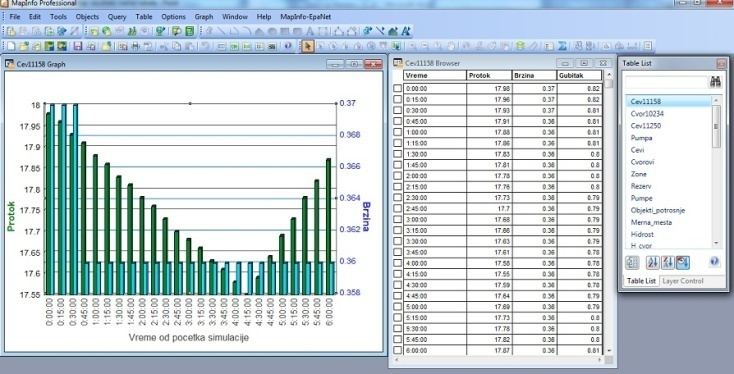 MapInfo Professional
File Edit Tools Objects Query Table Options Graph Window Help MapInfo-EpaNet
Cev11158 Graph
18
17.95
17.9
17.85
17.8
17.75
17.7
17.65
17.6
17.55
Protok
0.37
0.368
0.366
0.364
0.362
0.36
0.358
Brzina
0:00:00 0:15:00 0:30:00 0:45:00 1:00:00 1:15:00 1:30:00 1:45:00 2:00:00 2:15:00 2:30:00 2:45:00 3:00:00 3:15:00 3:30:00 3:45:00 4:00:00 4:15:00 4:30:00 4:45:00 5:00:00 5:15:00 5:30:00 5:45:00 6:00:00
Vreme od pocetka simulacije
Cev11158 Browser
Vreme Protok Brzina Gubitak
0:00:00 17.98 0.37 0.82
0:15:00 17.96 0.37 0.82
0:30:00 17.93 0.37 0.81
0:45:00 17.91 0.36 0.81
1:00:00 17.88 0.36 0.81
1:15:00 17.86 0.36 0.81
1:30:00 17.83 0.36 0.8
1:45:00 17.81 0.36 0.8
2:00:00 17.78 0.36 0.8
2:15:00 17.76 0.36 0.8
2:30:00 17.73 0.36 0.79
2:45:00 17.7 0.36 0.79
3:00:00 17.68 0.36 0.79
3:15:00 17.66 0.36 0.79
3:30:00 17.63 0.36 0.79
3:45:00 17.61 0.36 0.78
4:00:00 17.58 0.36 0.78
4:15:00 17.55 0.36 0.78
4:30:00 17.59 0.36 0.78
4:45:00 17.64 0.36 0.79
5:00:00 17.69 0.36 0.79
5:15:00 17.73 0.36 0.8
5:30:00 17.78 0.36 0.8
5:45:00 17.82 0.36 0.8
6:00:00 17.87 0.36 0.81
Table List
Cev11158
Cvor10234
Cev11250
Pumpa
Cevi
Cvorovi
Zone
Rezerv
Pumpe
Objekti_potrosnje
Merna_mesta
Hidrost
H_cvor
Table List Layer Control